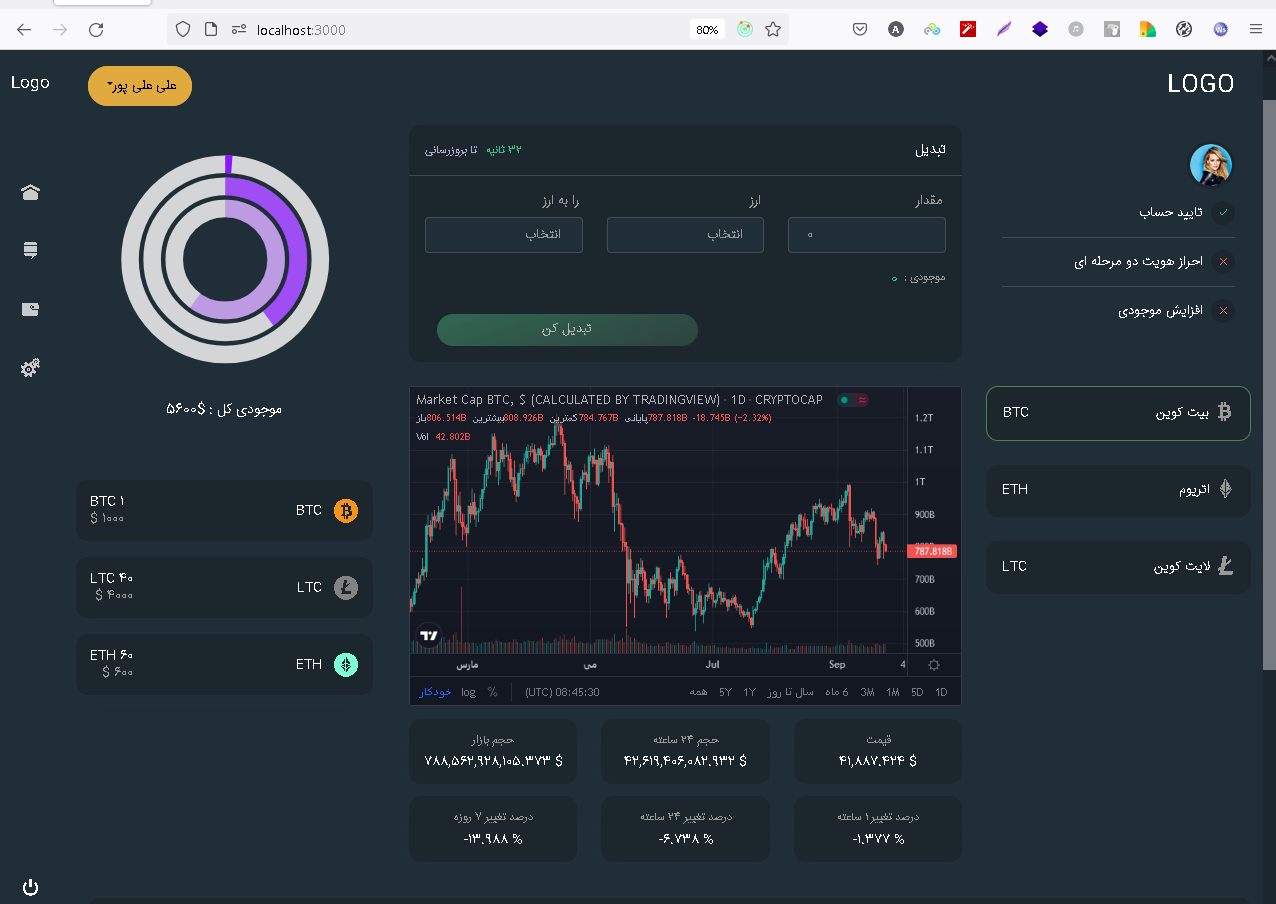 80%
localhost:3000
LOGO
علی علی پور
Logo
تبدیل
۳۲ ثانیه تا بروزرسانی
مقدار
ارز
را به ارز
۰
انتخاب
انتخاب
موجودی : ۰
تبدیل کن
تایید حساب
احراز هویت دو مرحله ای
افزایش موجودی
بیت کوین
BTC
اتریوم
ETH
لایت کوین
LTC
Market Cap BTC, $ (CALCULATED BY TRADINGVIEW) · 1D · CRYPTOCAP
باز806.514B بیشترین808.926B کمترین784.767B پایانی787.818B -18.745B (-2.32%)
Vol 42.802B
1.2T
1.1T
1T
900B
787.818B
700B
600B
500B
مارس
می
Jul
Sep
4
خودکار
log
%
08:45:30 (UTC)
همه
5Y
1Y
سال تا روز
6 ماه
3M
1M
5D
1D
قیمت
۴۱,۸۸۷.۴۲۴ $
حجم ۲۴ ساعته
۴۲,۶۱۹,۴۰۶,۰۸۲.۹۳۲ $
حجم بازار
۷۸۸,۵۶۲,۹۲۸,۱۰۵.۳۷۳ $
درصد تغییر ۱ ساعته
-۱.۳۷۷ %
درصد تغییر ۲۴ ساعته
-۶.۷۳۸ %
درصد تغییر ۷ روزه
-۱۳.۹۸۸ %
موجودی کل : $۵۶۰۰
BTC
BTC ۱
$ ۱۰۰۰
LTC
LTC ۴۰
$ ۴۰۰۰
ETH
ETH ۶۰
$ ۶۰۰